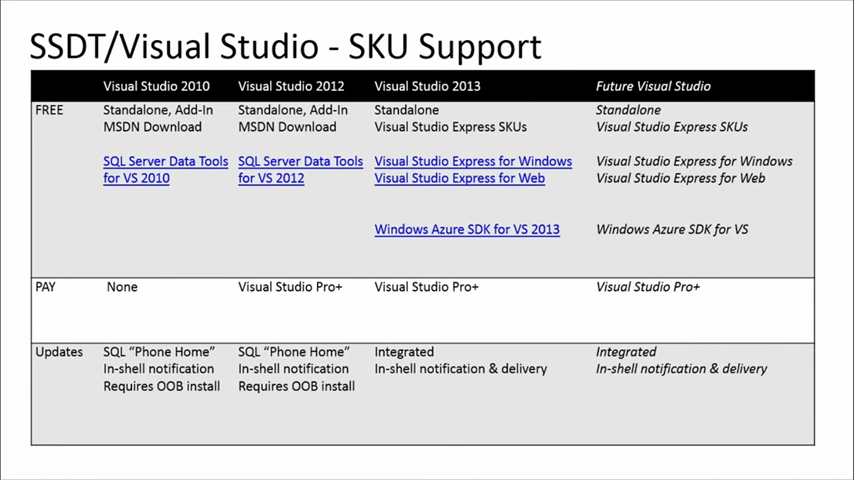 SSDT/Visual Studio - SKU Support
Visual Studio 2010 Visual Studio 2012 Visual Studio 2013 Future Visual Studio
FREE Standalone, Add-In Standalone, Add-In Standalone Standalone
MSDN Download MSDN Download Visual Studio Express SKUs Visual Studio Express SKUs
SQL Server Data Tools SQL Server Data Tools Visual Studio Express for Windows Visual Studio Express for Windows
for VS 2010 for VS 2012 Visual Studio Express for Web Visual Studio Express for Web
Windows Azure SDK for VS 2013 Windows Azure SDK for VS
PAY None Visual Studio Pro+ Visual Studio Pro+ Visual Studio Pro+
Updates SQL “Phone Home” SQL “Phone Home” Integrated Integrated
In-shell notification In-shell notification In-shell notification & delivery In-shell notification & delivery
Requires OOB install Requires OOB install